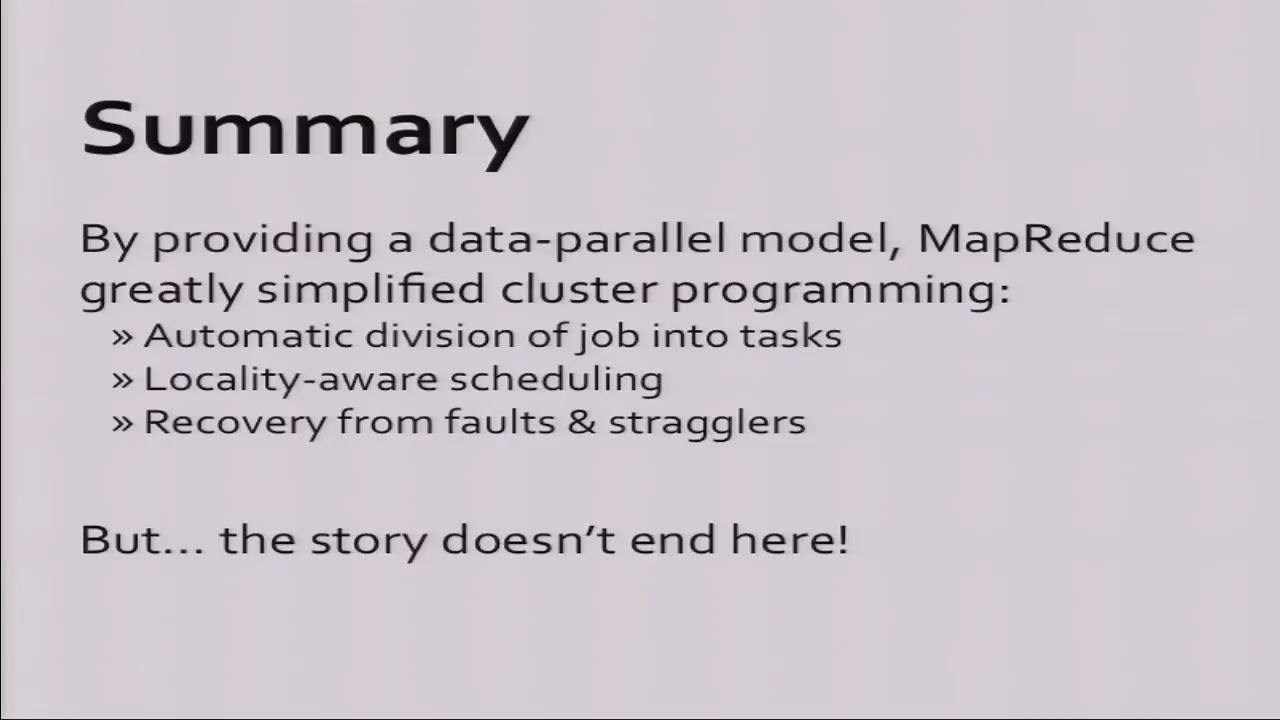 Summary
By providing a data-parallel model, MapReduce
greatly simplified cluster programming:
» Automatic division of job into tasks
» Locality-aware scheduling
» Recovery from faults & stragglers
But… the story doesn’t end here!